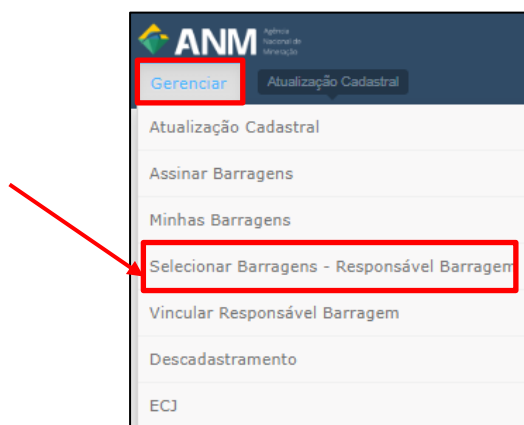 ANM Agência
Nacional de
Mineração
Gerenciar Atualização Cadastral
Atualização Cadastral
Assinar Barragens
Minhas Barragens
Selecionar Barragens - Responsável Barragem
Vincular Responsável Barragem
Descadastramento
ECJ